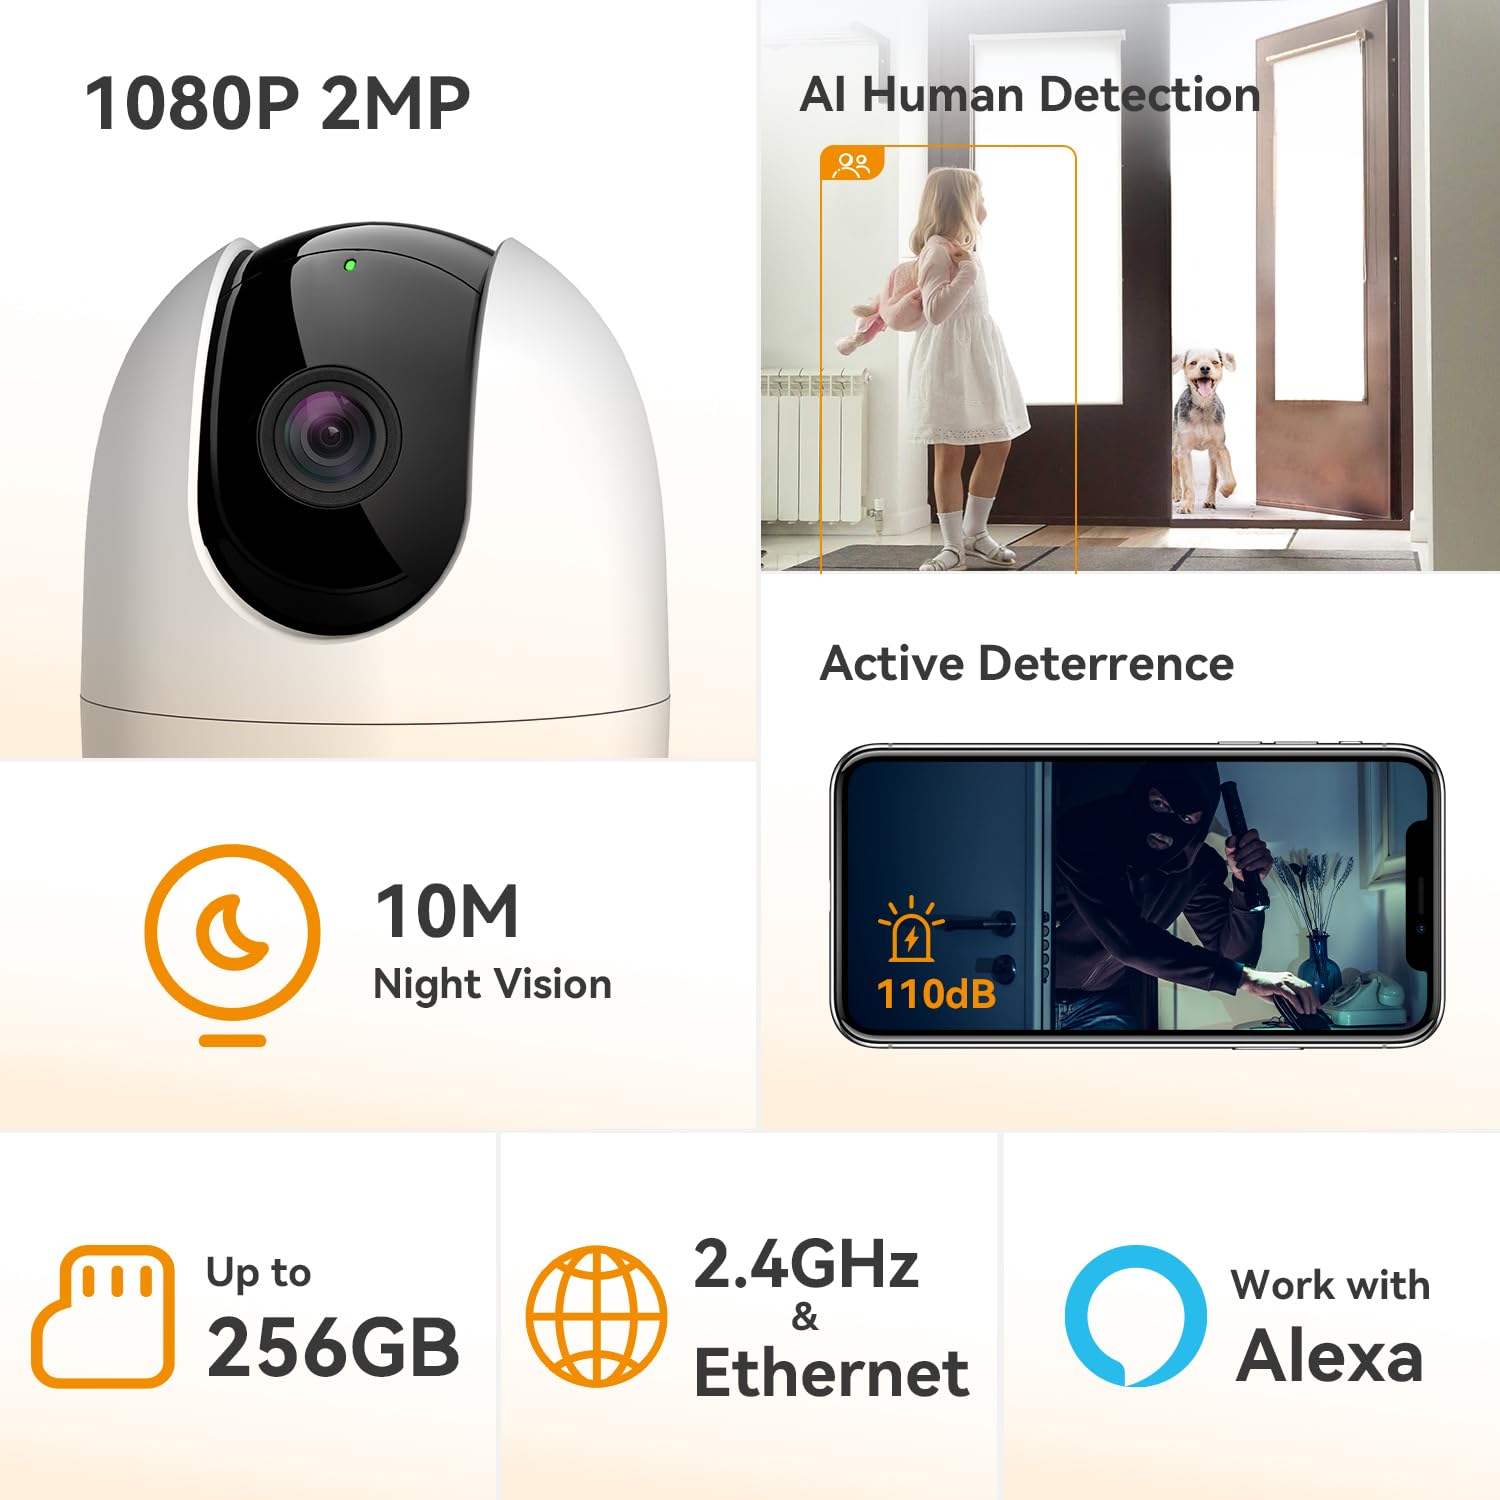 1080P 2MP
AI Human Detection
Active Deterrence
110dB
10M
Night Vision
Up to
256GB
2.4GHz
&
Ethernet
Work with
Alexa